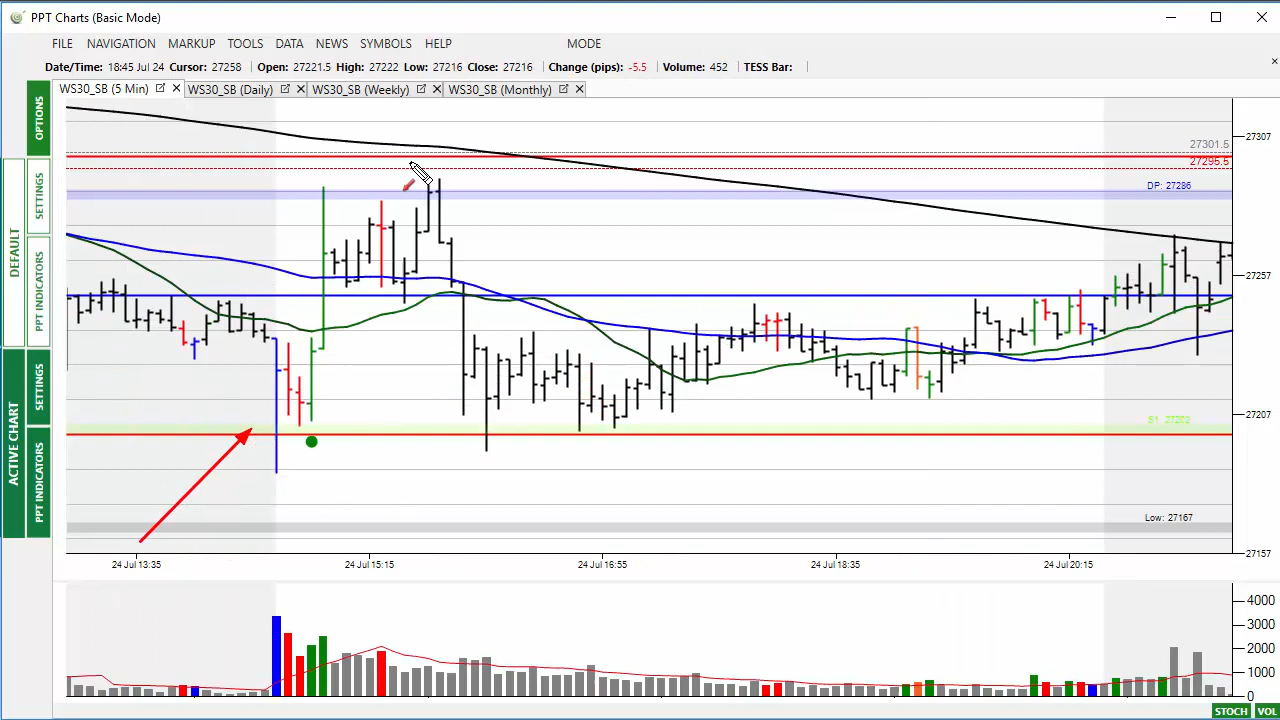 PPT Charts (Basic Mode)
FILE NAVIGATION MARKUP TOOLS DATA NEWS SYMBOLS HELP MODE
Date/Time: 18:45 Jul 24 Cursor: 27258 Open: 27221.5 High: 27222 Low: 27216 Close: 27216 Change (pips): -5.5 Volume: 452 TESS Bar:
WS30_SB (5 Min) WS30_SB (Daily) WS30_SB (Weekly) WS30_SB (Monthly)
OPTIONS
DEFAULT
SETTINGS
PPT INDICATORS
ACTIVE CHART
SETTINGS
PPT INDICATORS
27307
27301.5
27295.5
DP: 27286
27257
27207
S1: 27202
Low: 27167
27157
24 Jul 13:35 24 Jul 15:15 24 Jul 16:55 24 Jul 18:35 24 Jul 20:15
4000
3000
2000
1000
0
STOCH VOL